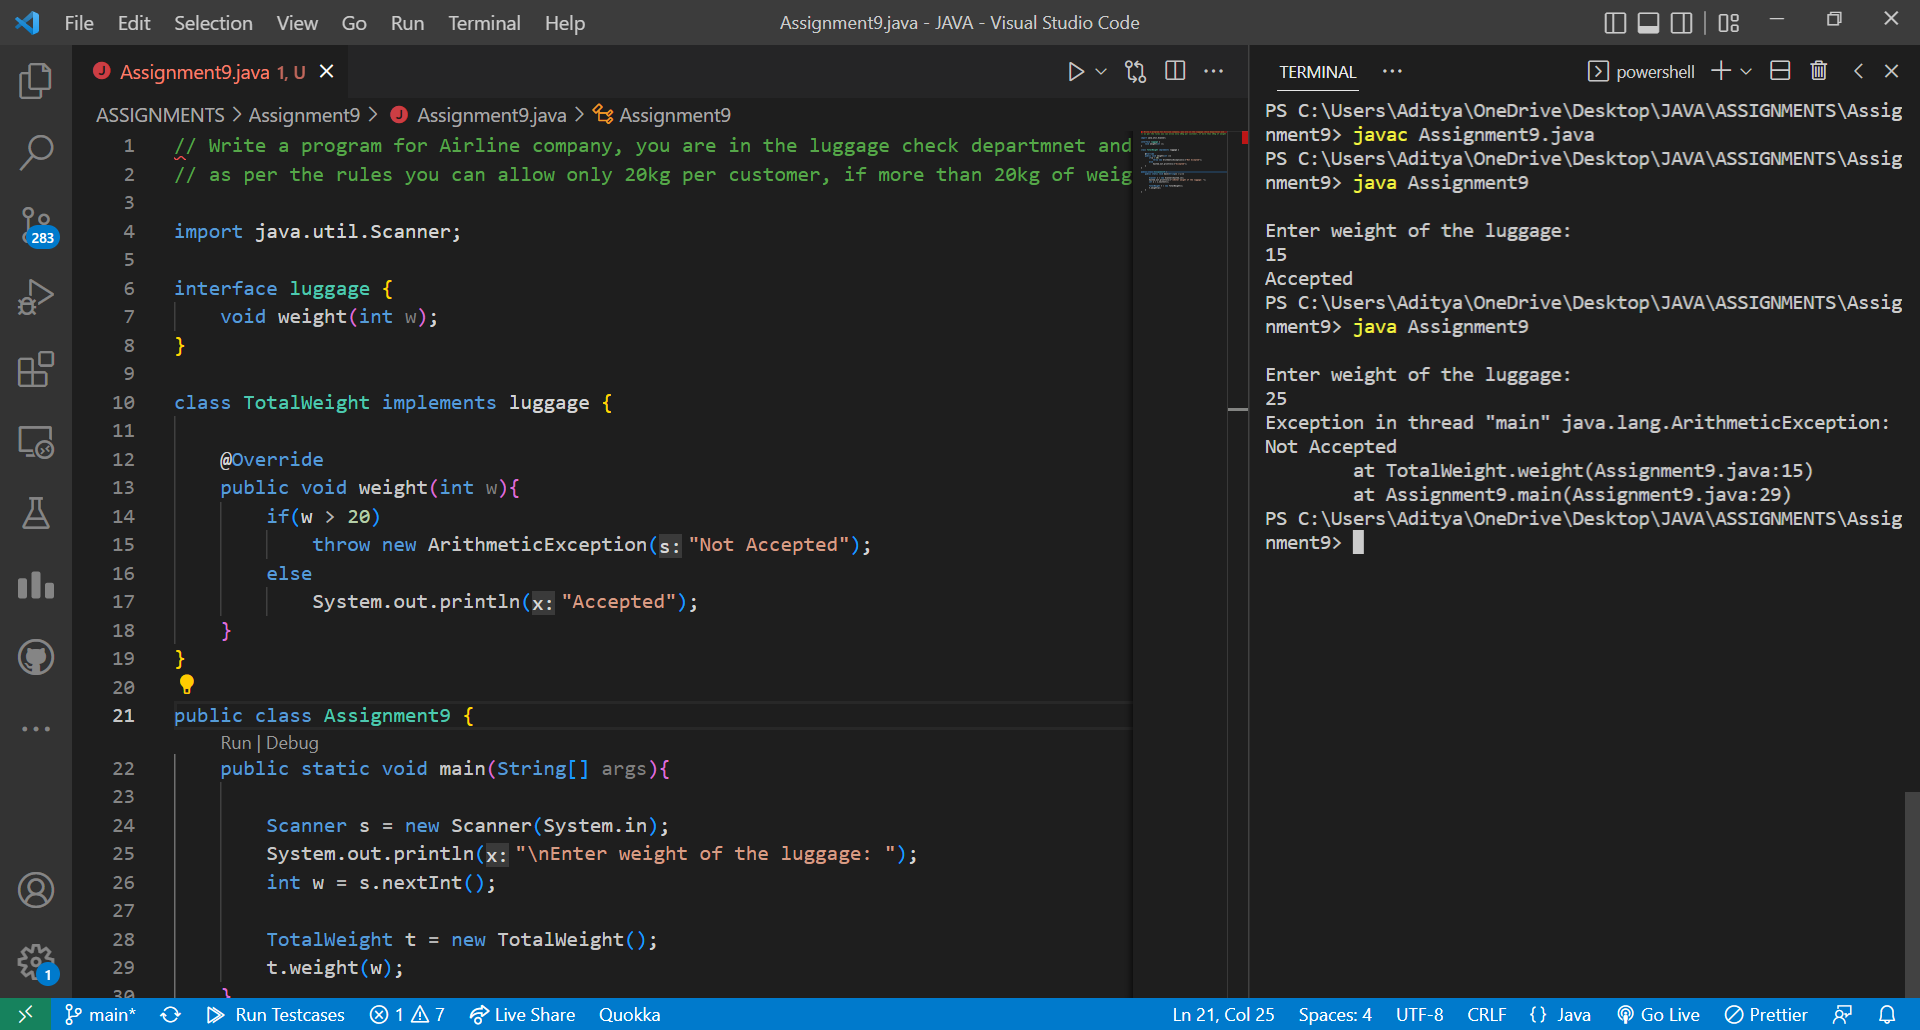 File Edit Selection View Go Run Terminal Help
Assignment9.java - JAVA - Visual Studio Code
Assignment9.java 1, U
ASSIGNMENTS > Assignment9 > Assignment9.java > Assignment9
1 // Write a program for Airline company, you are in the luggage check departmnet and
2 // as per the rules you can allow only 20kg per customer, if more than 20kg of weig
3
4 import java.util.Scanner;
5
6 interface luggage {
7 void weight(int w);
8 }
9
10 class TotalWeight implements luggage {
11
12 @Override
13 public void weight(int w){
14 if(w > 20)
15 throw new ArithmeticException(s: "Not Accepted");
16 else
17 System.out.println(x: "Accepted");
18 }
19 }
20
21 public class Assignment9 {
Run | Debug
22 public static void main(String[] args){
23
24 Scanner s = new Scanner(System.in);
25 System.out.println(x: "\nEnter weight of the luggage: ");
26 int w = s.nextInt();
27
28 TotalWeight t = new TotalWeight();
29 t.weight(w);
30 }
283
1
TERMINAL
powershell
PS C:\Users\Aditya\OneDrive\Desktop\JAVA\ASSIGNMENTS\Assig
nment9> javac Assignment9.java
PS C:\Users\Aditya\OneDrive\Desktop\JAVA\ASSIGNMENTS\Assig
nment9> java Assignment9
Enter weight of the luggage:
15
Accepted
PS C:\Users\Aditya\OneDrive\Desktop\JAVA\ASSIGNMENTS\Assig
nment9> java Assignment9
Enter weight of the luggage:
25
Exception in thread "main" java.lang.ArithmeticException:
Not Accepted
at TotalWeight.weight(Assignment9.java:15)
at Assignment9.main(Assignment9.java:29)
PS C:\Users\Aditya\OneDrive\Desktop\JAVA\ASSIGNMENTS\Assig
nment9>
main* Run Testcases 1 7 Live Share Quokka Ln 21, Col 25 Spaces: 4 UTF-8 CRLF {} Java Go Live Prettier